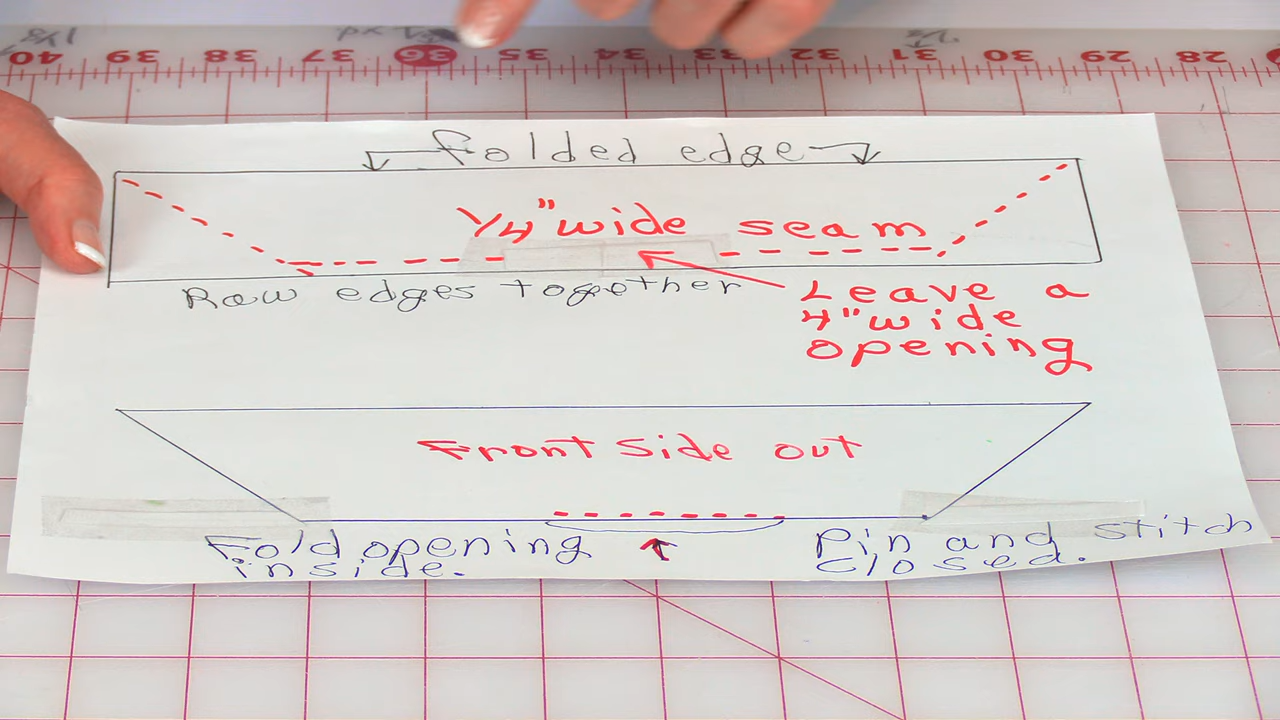 40 39 38 37 36 35 34 33 32 31 30 29 28
Folded edge
1/4" wide seam
Raw edges together
Leave a
4" wide
opening
Front Side out
Fold opening
inside.
Pin and stitch
closed.